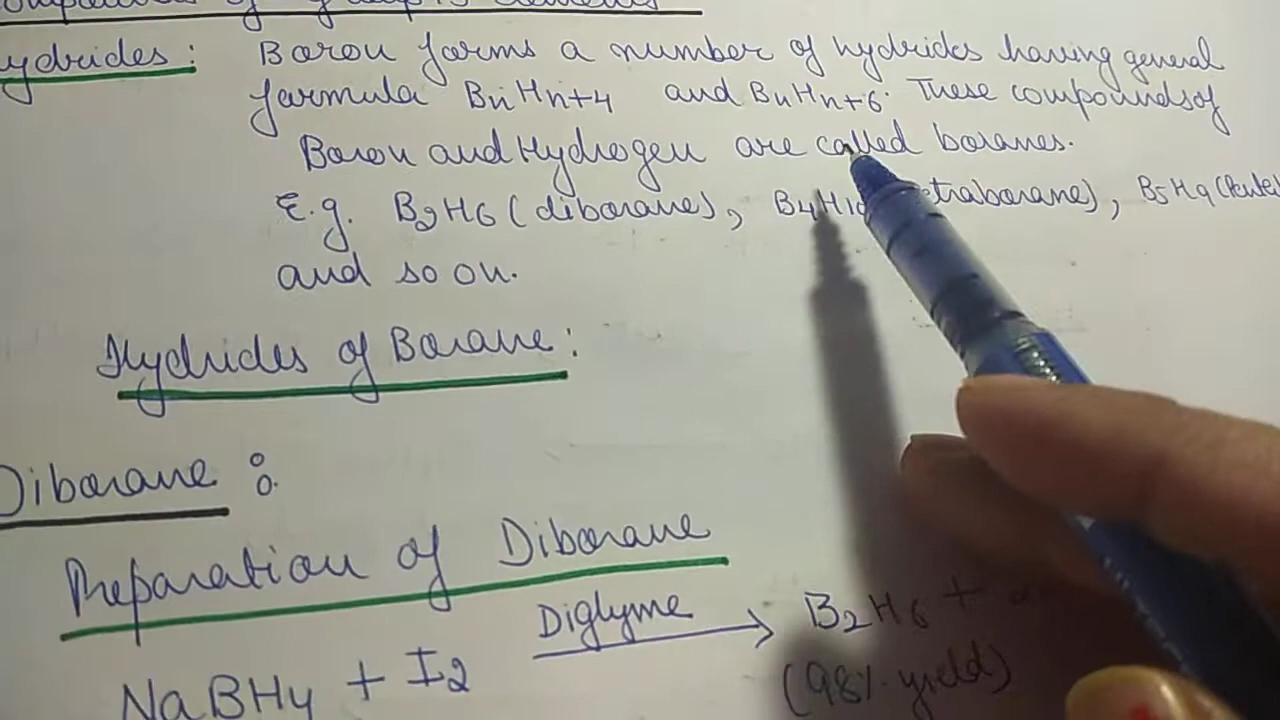 Hydrides: Boron forms a number of hydrides having general
formula BnHn+4 and BnHn+6. These compounds of
Boron and Hydrogen are called boranes.
E.g. B2H6 (diborane), B4H10 (tetraborane), B5H9 (Penta
and so on.
Hydrides of Borane:
Diborane:
Preparation of Diborane
NaBH4 + I2 Diglyme → B2H6 +
(98% yield)